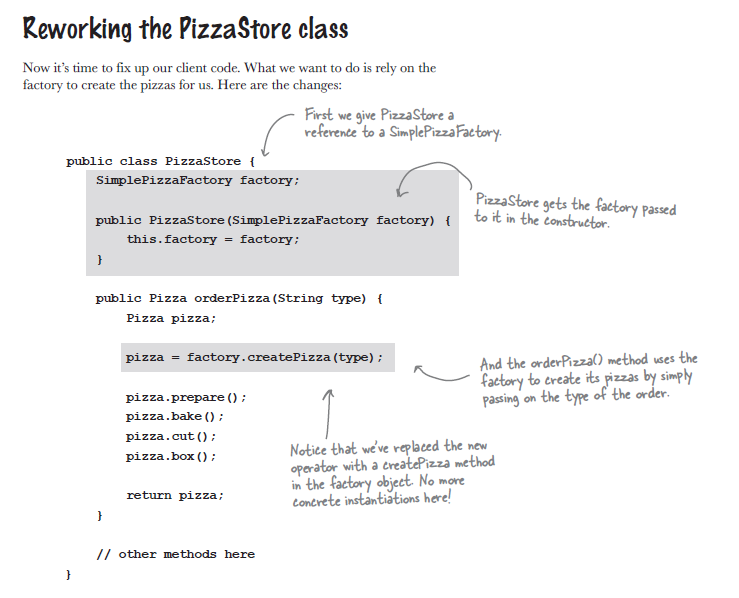 Reworking the PizzaStore class
Now it's time to fix up our client code. What we want to do is rely on the
factory to create the pizzas for us. Here are the changes:
First we give PizzaStore a
reference to a SimplePizzaFactory.
public class PizzaStore {
SimplePizzaFactory factory;
public PizzaStore(SimplePizzaFactory factory) {
this.factory = factory;
}
PizzaStore gets the factory passed
to it in the constructor.
public Pizza orderPizza(String type) {
Pizza pizza;
pizza = factory.createPizza(type);
And the orderPizza() method uses the
factory to create its pizzas by simply
passing on the type of the order.
pizza.prepare();
pizza.bake();
pizza.cut();
pizza.box();
Notice that we've replaced the new
operator with a createPizza method
in the factory object. No more
concrete instantiations here!
return pizza;
}
// other methods here
}